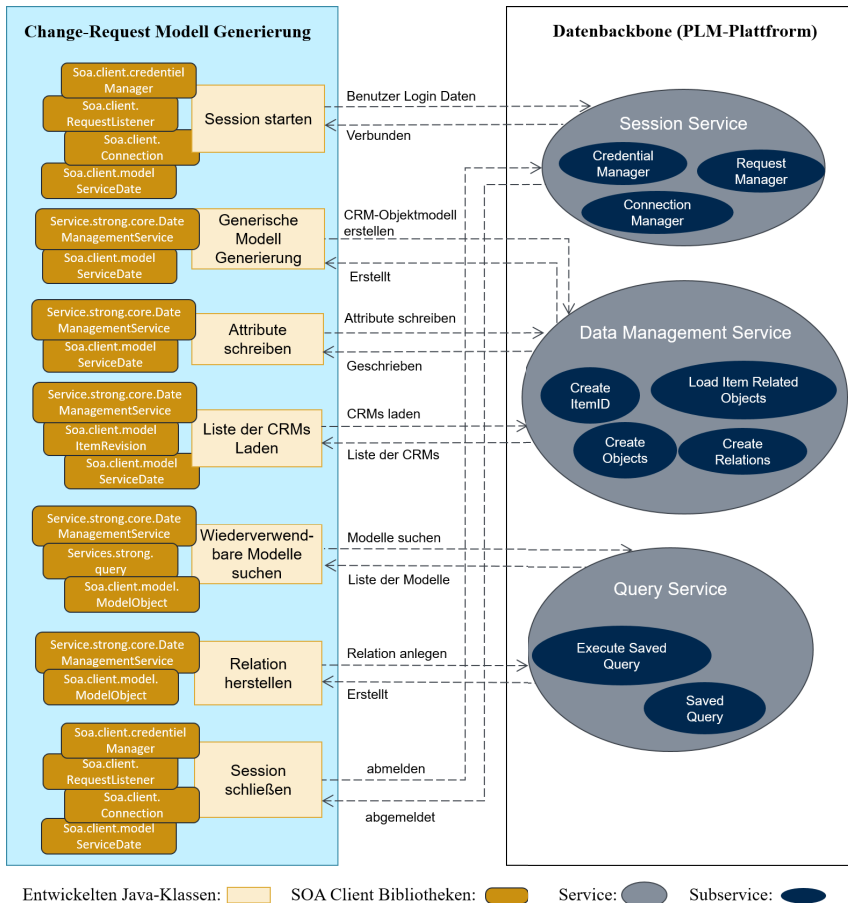 Change-Request Modell Generierung
Datenbackbone (PLM-Plattfrorm)
Soa.client.credentiel
Manager
Soa.client.
RequestListener
Soa.client.
Connection
Soa.client.model
ServiceDate
Session starten
Benutzer Login Daten
Verbunden
Session Service
Credential
Manager
Request
Manager
Connection
Manager
Service.strong.core.Date
ManagementService
Soa.client.model
ServiceDate
Generische
Modell
Generierung
CRM-Objektmodell
erstellen
Erstellt
Service.strong.core.Date
ManagementService
Soa.client.model
ServiceDate
Attribute
schreiben
Attribute schreiben
Geschrieben
Data Management Service
Create
ItemID
Load Item Related
Objects
Create
Objects
Create
Relations
Service.strong.core.Date
ManagementService
Soa.client.model
ItemRevision
Soa.client.model
ServiceDate
Liste der CRMs
Laden
CRMs laden
Liste der CRMs
Service.strong.core.Date
ManagementService
Services.strong.
query
Soa.client.model.
ModelObject
Wiederverwend-
bare Modelle
suchen
Modelle suchen
Liste der Modelle
Query Service
Execute Saved
Query
Saved
Query
Service.strong.core.Date
ManagementService
Soa.client.model.
ModelObject
Relation
herstellen
Relation anlegen
Erstellt
Soa.client.credentiel
Manager
Soa.client.
RequestListener
Soa.client.
Connection
Soa.client.model
ServiceDate
Session
schließen
abmelden
abgemeldet
Entwickelten Java-Klassen:
SOA Client Bibliotheken:
Service:
Subservice: